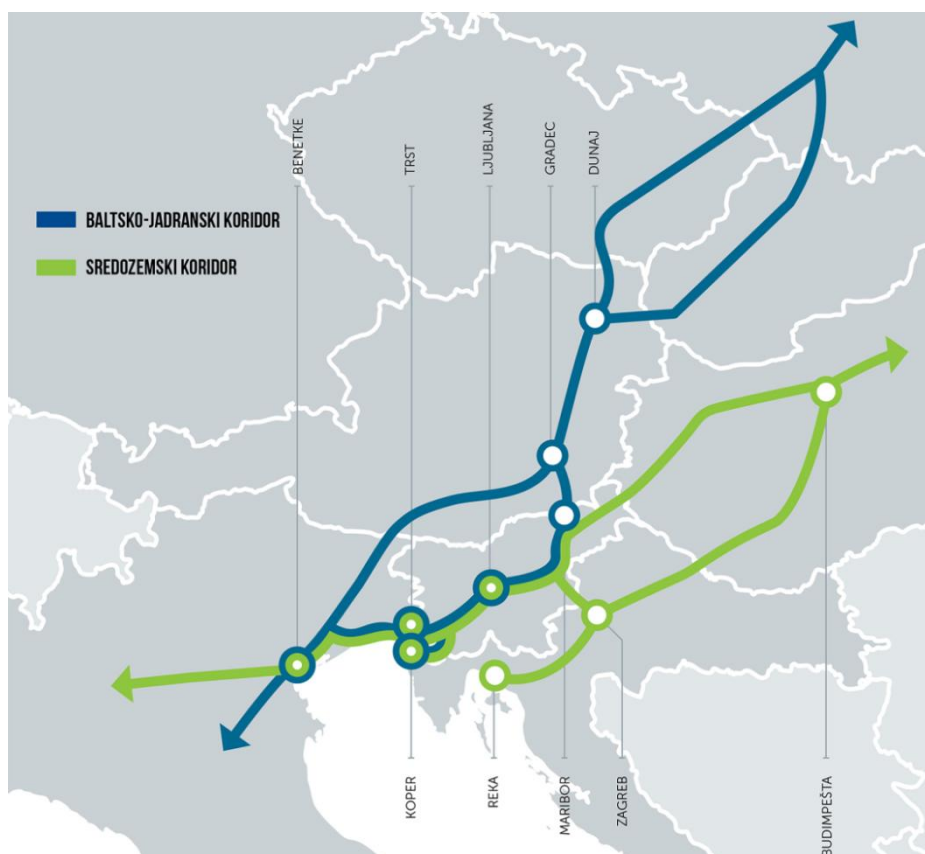 BENETKE
TRST
LJUBLJANA
GRADEC
DUNAJ
BALTSKO-JADRANSKI KORIDOR
SREDOZEMSKI KORIDOR
KOPER
REKA
MARIBOR
ZAGREB
BUDIMPEŠTA